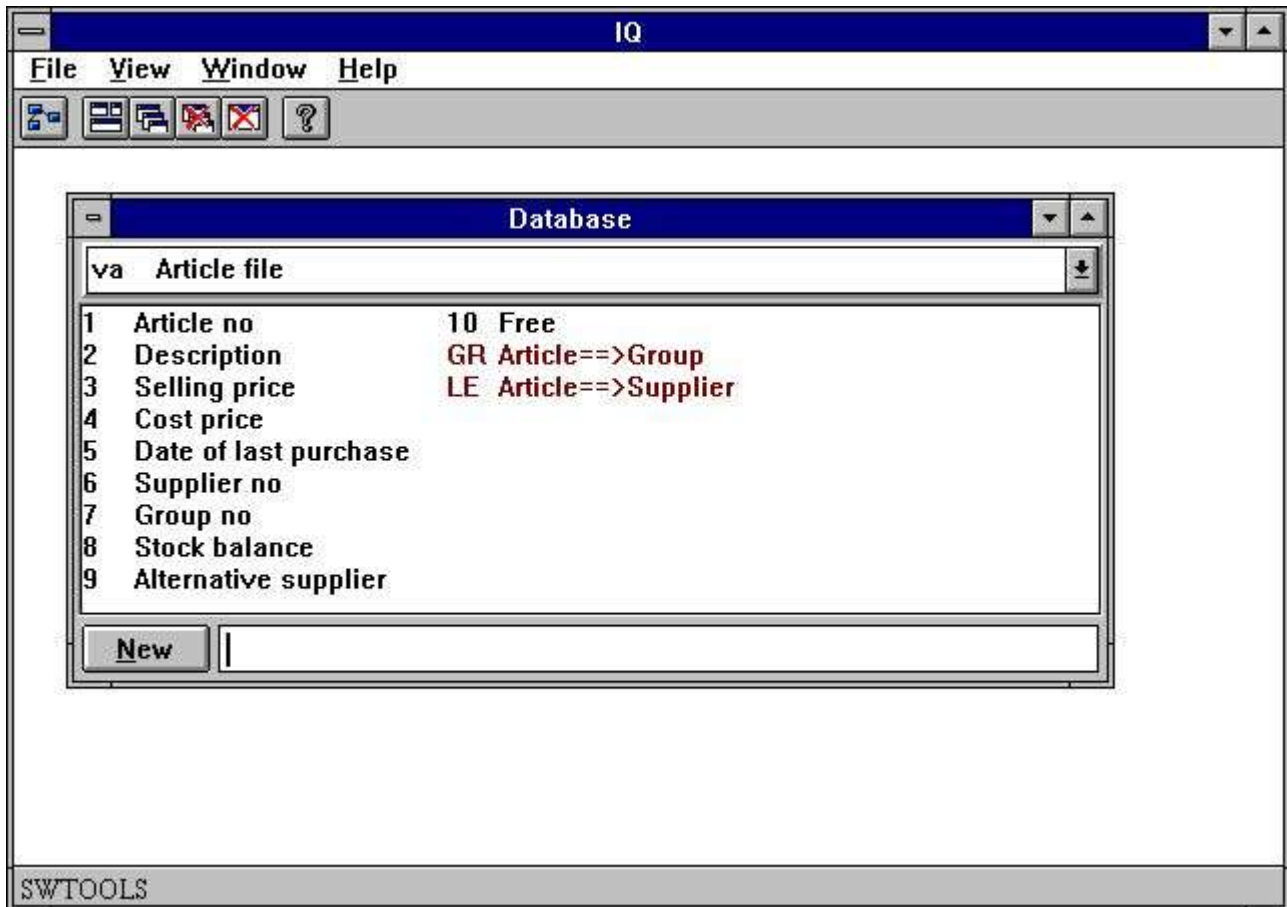 IQ
File View Window Help
Database
va Article file
1 Article no
2 Description
3 Selling price
4 Cost price
5 Date of last purchase
6 Supplier no
7 Group no
8 Stock balance
9 Alternative supplier
10 Free
GR Article==>Group
LE Article==>Supplier
New
SWTOOLS